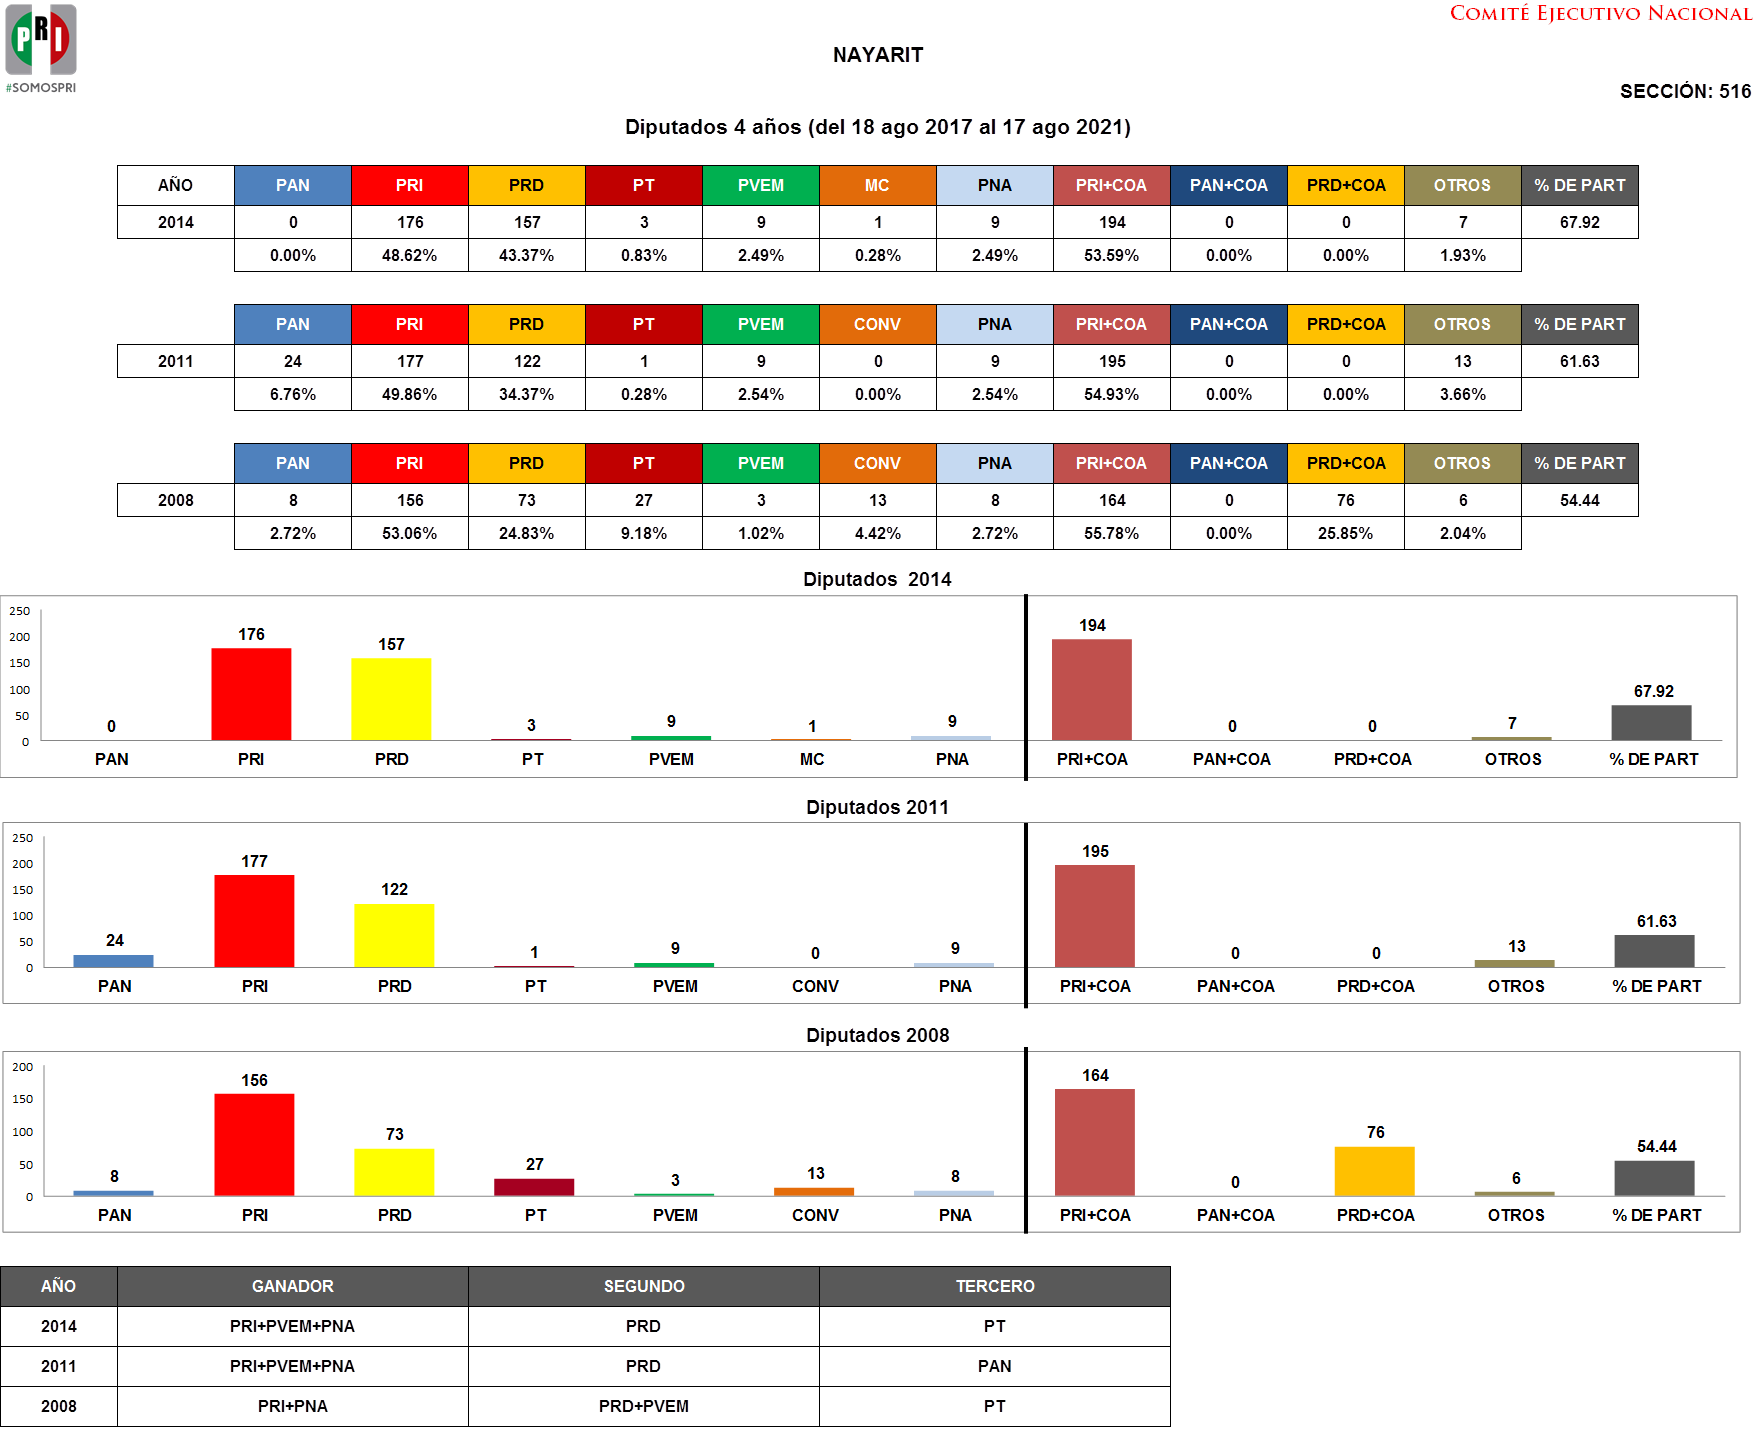 COMITÉ EJECUTIVO NACIONAL
PRI
#SOMOSPRI
NAYARIT
SECCIÓN: 516
Diputados 4 años (del 18 ago 2017 al 17 ago 2021)
AÑO PAN PRI PRD PT PVEM MC PNA PRI+COA PAN+COA PRD+COA OTROS % DE PART
2014 0 176 157 3 9 1 9 194 0 0 7 67.92
0.00% 48.62% 43.37% 0.83% 2.49% 0.28% 2.49% 53.59% 0.00% 0.00% 1.93%
PAN PRI PRD PT PVEM CONV PNA PRI+COA PAN+COA PRD+COA OTROS % DE PART
2011 24 177 122 1 9 0 9 195 0 0 13 61.63
6.76% 49.86% 34.37% 0.28% 2.54% 0.00% 2.54% 54.93% 0.00% 0.00% 3.66%
PAN PRI PRD PT PVEM CONV PNA PRI+COA PAN+COA PRD+COA OTROS % DE PART
2008 8 156 73 27 3 13 8 164 0 76 6 54.44
2.72% 53.06% 24.83% 9.18% 1.02% 4.42% 2.72% 55.78% 0.00% 25.85% 2.04%
Diputados 2014
250
200
150
100
50
0
0 176 157 3 9 1 9 194 0 0 7 67.92
PAN PRI PRD PT PVEM MC PNA PRI+COA PAN+COA PRD+COA OTROS % DE PART
Diputados 2011
250
200
150
100
50
0
24 177 122 1 9 0 9 195 0 0 13 61.63
PAN PRI PRD PT PVEM CONV PNA PRI+COA PAN+COA PRD+COA OTROS % DE PART
Diputados 2008
200
150
100
50
0
8 156 73 27 3 13 8 164 0 76 6 54.44
PAN PRI PRD PT PVEM CONV PNA PRI+COA PAN+COA PRD+COA OTROS % DE PART
AÑO GANADOR SEGUNDO TERCERO
2014 PRI+PVEM+PNA PRD PT
2011 PRI+PVEM+PNA PRD PAN
2008 PRI+PNA PRD+PVEM PT